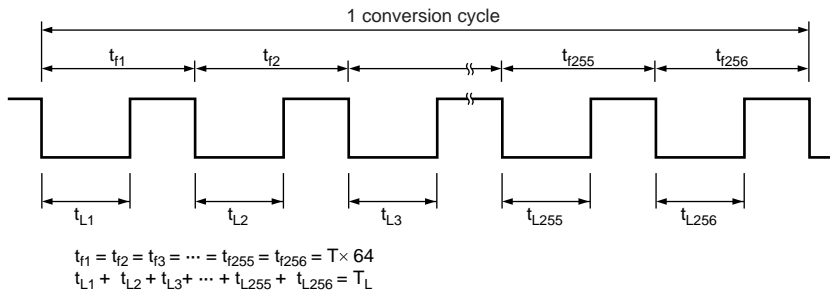 1 conversion cycle
tf1 tf2 tf255 tf256
tL1 tL2 tL3 tL255 tL256
tf1 = tf2 = tf3 = ··· = tf255 = tf256 = T× 64
tL1 + tL2 + tL3+ ··· + tL255 + tL256 = TL